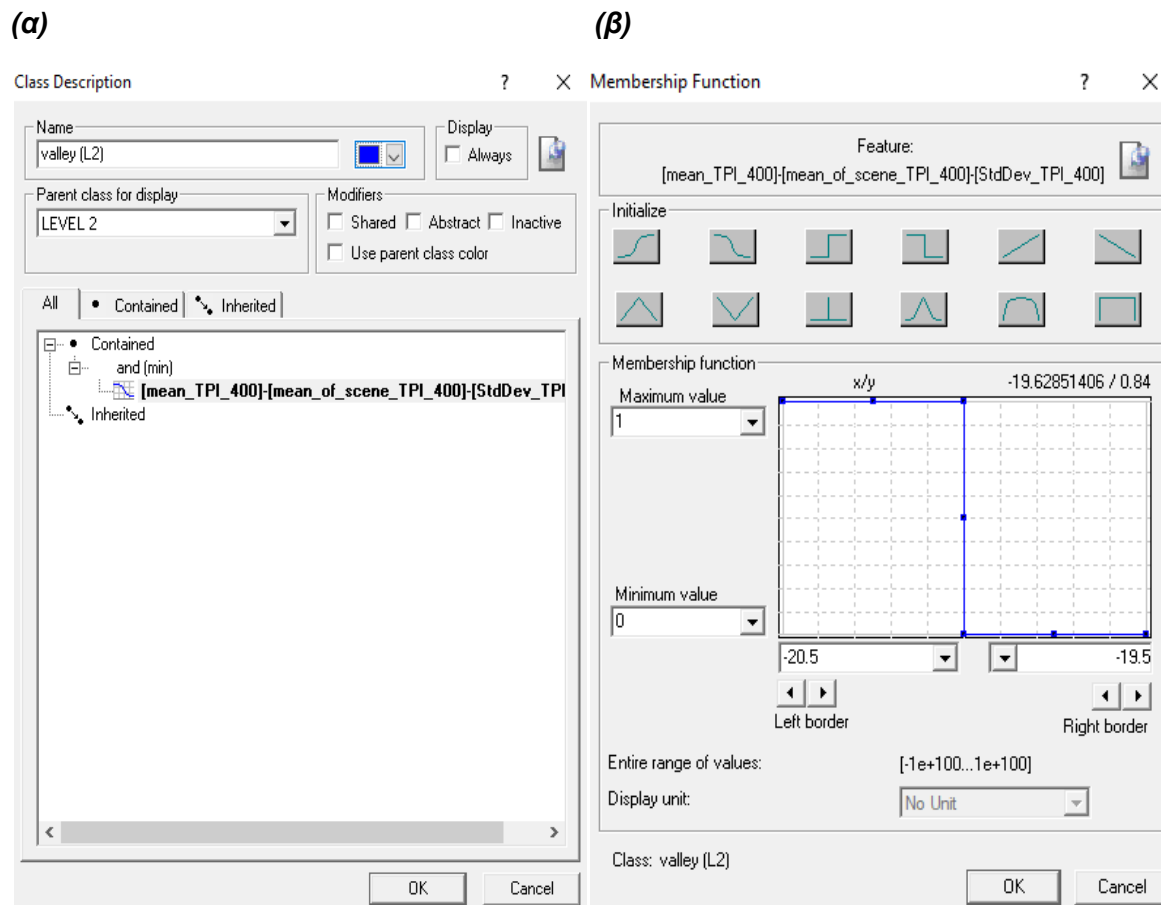 (α)
(β)
Class Description ? X
Name
valley (L2)
Display
Always
Parent class for display
LEVEL 2
Modifiers
Shared Abstract Inactive
Use parent class color
All Contained Inherited
Contained
and (min)
[mean_TPI_400]-[mean_of_scene_TPI_400]-[StdDev_TPI
Inherited
OK Cancel
Membership Function ? X
Feature:
[mean_TPI_400]-[mean_of_scene_TPI_400]-[StdDev_TPI_400]
Initialize
Membership function
x/y -19.62851406 / 0.84
Maximum value
1
Minimum value
0
-20.5 -19.5
Left border Right border
Entire range of values: [-1e+100...1e+100]
Display unit: No Unit
Class: valley (L2)
OK Cancel